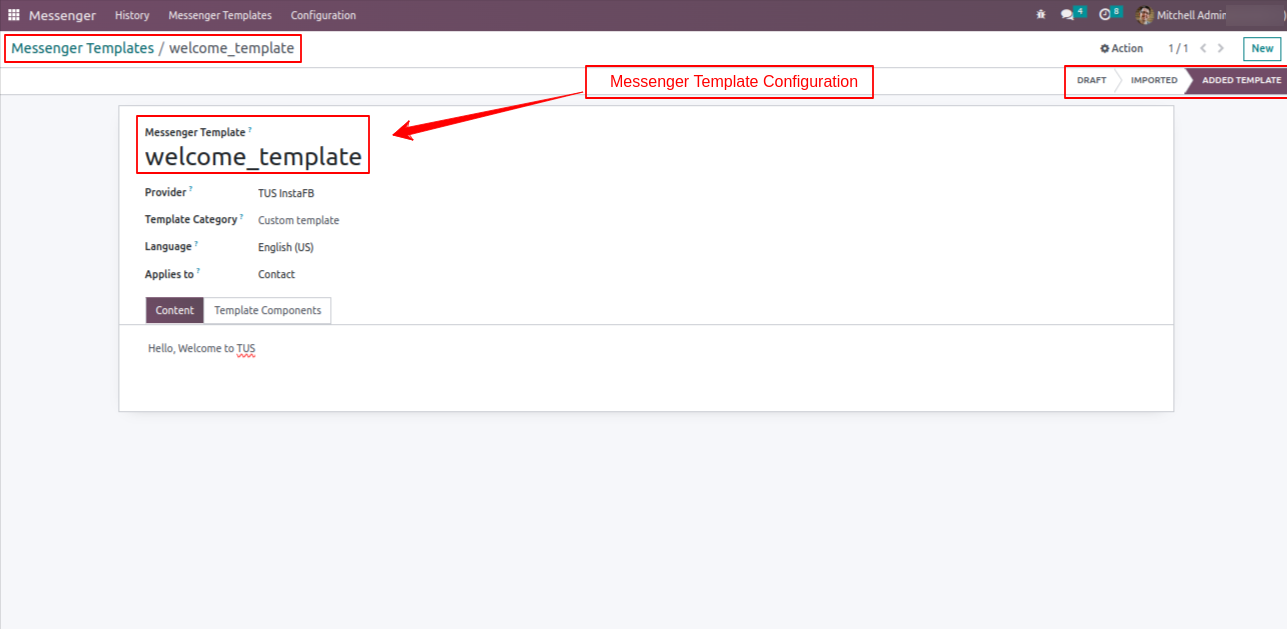 Messenger History Messenger Templates Configuration 4 8 Mitchell Admin
Messenger Templates / welcome_template Action 1 / 1 New
Messenger Template Configuration DRAFT IMPORTED ADDED TEMPLATE
Messenger Template ?
welcome_template
Provider ? TUS InstaFB
Template Category ? Custom template
Language ? English (US)
Applies to ? Contact
Content Template Components
Hello, Welcome to TUS